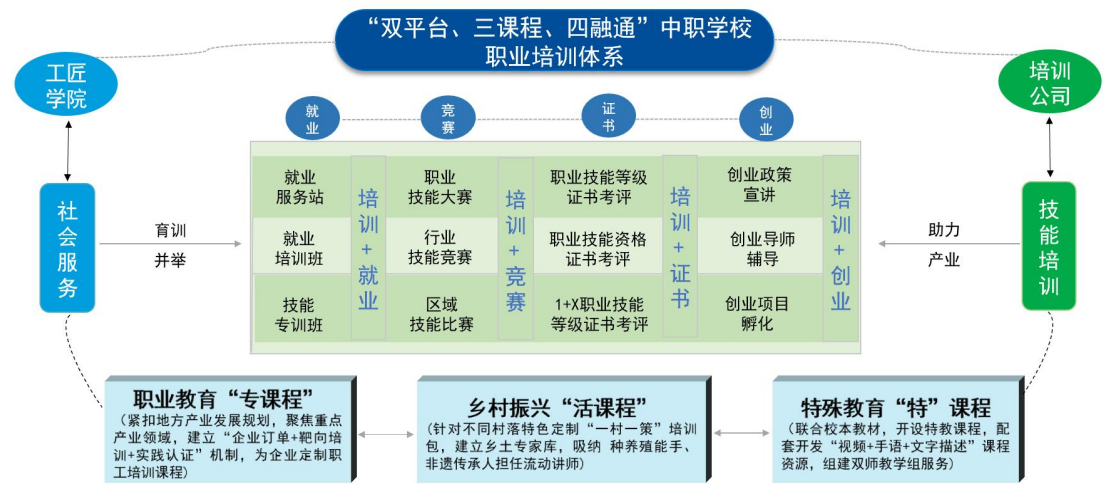 “双平台、三课程、四融通”中职学校
职业培训体系
工匠
学院
培训
公司
就业
竞赛
证书
创业
社会服务
育训
并举
就业
服务站
就业
培训班
技能
专训班
培训+就业
职业
技能大赛
行业
技能竞赛
区域
技能比赛
培训+竞赛
职业技能等级
证书考评
职业技能资格
证书考评
1+X职业技能
等级证书考评
培训+证书
创业政策
宣讲
创业导师
辅导
创业项目
孵化
培训+创业
助力
产业
技能培训
职业教育“专课程”
（紧扣地方产业发展规划，聚焦重点
产业领域，建立“企业订单+靶向培
训+实践认证”机制，为企业定制职
工培训课程）
乡村振兴“活课程”
（针对不同村落特色定制“一村一策”培训
包，建立乡土专家库，吸纳 种养殖能手、
非遗传承人担任流动讲师）
特殊教育“特”课程
（联合校本教材，开设特教课程，配
套开发“视频+手语+文字描述”课程
资源，组建双师教学组服务）